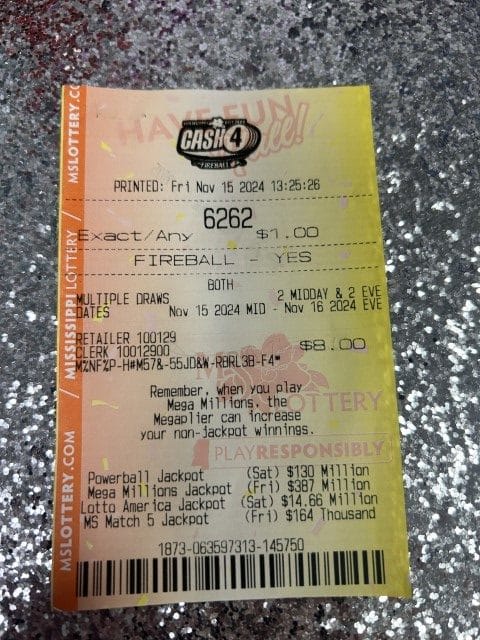 HAVE FUN
CASH 4
FIREBALL
PRINTED: Fri Nov 15 2024 13:25:26
6262
Exact/Any $1.00
FIREBALL - YES
BOTH
MULTIPLE DRAWS 2 MIDDAY & 2 EVE
DATES Nov 15 2024 MID - Nov 16 2024 EVE
RETAILER 100129
CLERK 10012900 $8.00
Remember, when you play
Mega Millions, the
Megaplier can increase
your non-jackpot winnings.
LOTTERY
PLAYRESPONSIBLY
Powerball Jackpot (Sat) $130 Million
Mega Millions Jackpot (Fri) $387 Million
Lotto America Jackpot (Sat) $14.66 Million
MS Match 5 Jackpot (Fri) $164 Thousand
1873-063597313-145750
MSLOTTERY.COM / MISSISSIPPI LOTTERY / MSLOTTERY.CO